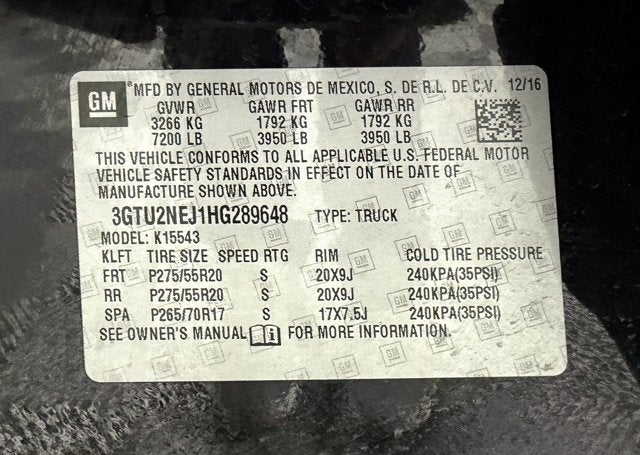 GM
® MFD BY GENERAL MOTORS DE MEXICO, S. DE R.L. DE C.V. 12/16
GVWR GAWR FRT GAWR RR
3266 KG 1792 KG 1792 KG
7200 LB 3950 LB 3950 LB
THIS VEHICLE CONFORMS TO ALL APPLICABLE U.S. FEDERAL MOTOR
VEHICLE SAFETY STANDARDS IN EFFECT ON THE DATE OF
MANUFACTURE SHOWN ABOVE.
3GTU2NEJ1HG289648 TYPE: TRUCK
MODEL: K15543
KLFT TIRE SIZE SPEED RTG RIM COLD TIRE PRESSURE
FRT P275/55R20 S 20X9J 240KPA(35PSI)
RR P275/55R20 S 20X9J 240KPA(35PSI)
SPA P265/70R17 S 17X7.5J 240KPA(35PSI)
SEE OWNER'S MANUAL FOR MORE INFORMATION.